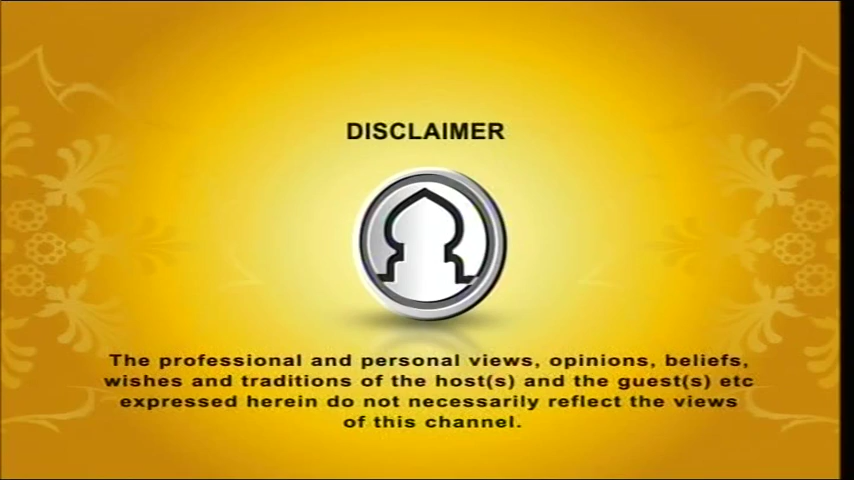 DISCLAIMER
The professional and personal views, opinions, beliefs,
wishes and traditions of the host(s) and the guest(s) etc
expressed herein do not necessarily reflect the views
of this channel.